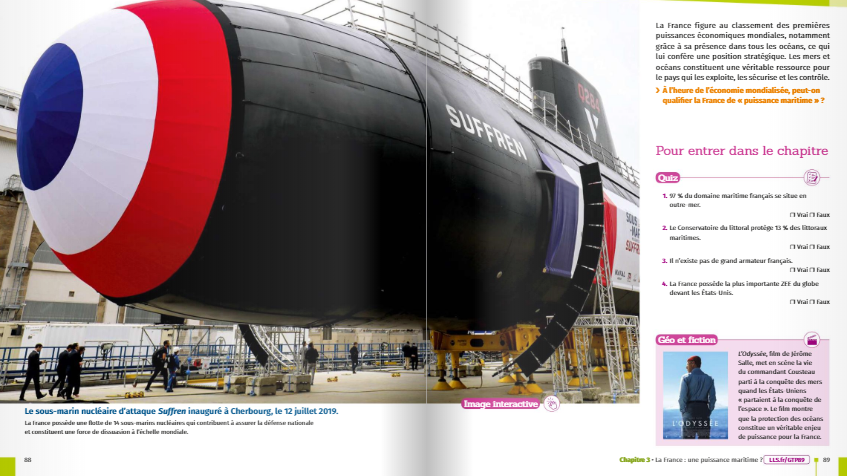 SUFFREN
Le sous-marin nucléaire d'attaque Suffren inauguré à Cherbourg, le 12 juillet 2019.
La France possède une flotte de 14 sous-marins nucléaires qui contribuent à assurer la défense nationale
et constituent une force de dissuasion à l'échelle mondiale.
Image interactive
88
La France figure au classement des premières
puissances économiques mondiales, notamment
grâce à sa présence dans tous les océans, ce qui
lui confère une position stratégique. Les mers et
océans constituent une véritable ressource pour
le pays qui les exploite, les sécurise et les contrôle.
› À l'heure de l'économie mondialisée, peut-on
qualifier la France de « puissance maritime » ?
Pour entrer dans le chapitre
Quiz
1. 97 % du domaine maritime français se situe en
outre-mer.
❒ Vrai ❒ Faux
2. Le Conservatoire du littoral protège 13 % des littoraux
maritimes.
❒ Vrai ❒ Faux
3. Il n'existe pas de grand armateur français.
❒ Vrai ❒ Faux
4. La France possède la plus importante ZEE du globe
devant les États-Unis.
❒ Vrai ❒ Faux
Géo et fiction
L'ODYSSÉE
L'Odyssée, film de Jérôme
Salle, met en scène la vie
du commandant Cousteau
parti à la conquête des mers
quand les États-Uniens
« partaient à la conquête de
l'espace ». Le film montre
que la protection des océans
constitue un véritable enjeu
de puissance pour la France.
Chapitre 3 • La France : une puissance maritime ? LLS.fr/GTP89 89